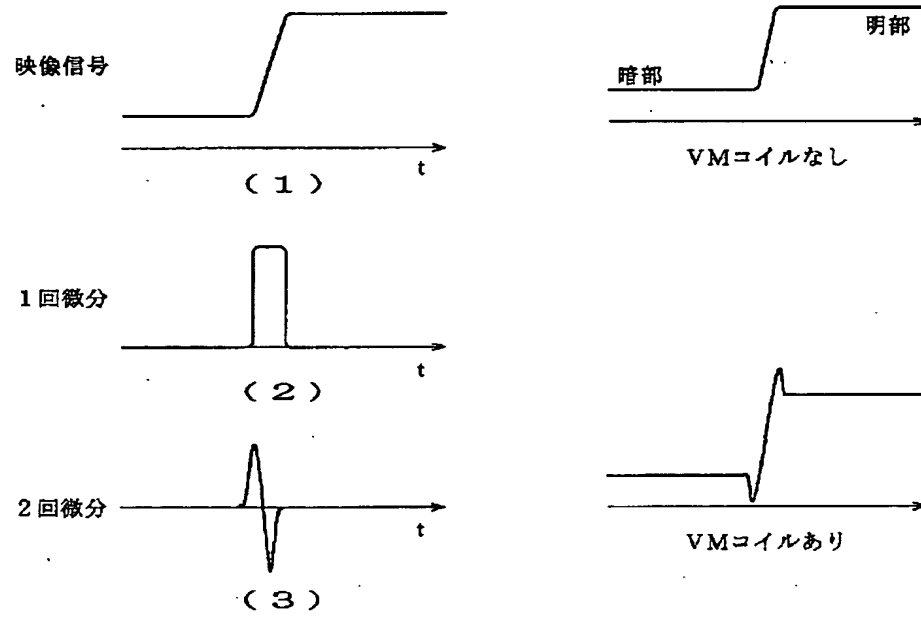 映像信号
t
(1)
1回微分
t
(2)
2回微分
t
(3)
明部
暗部
VMコイルなし
VMコイルあり